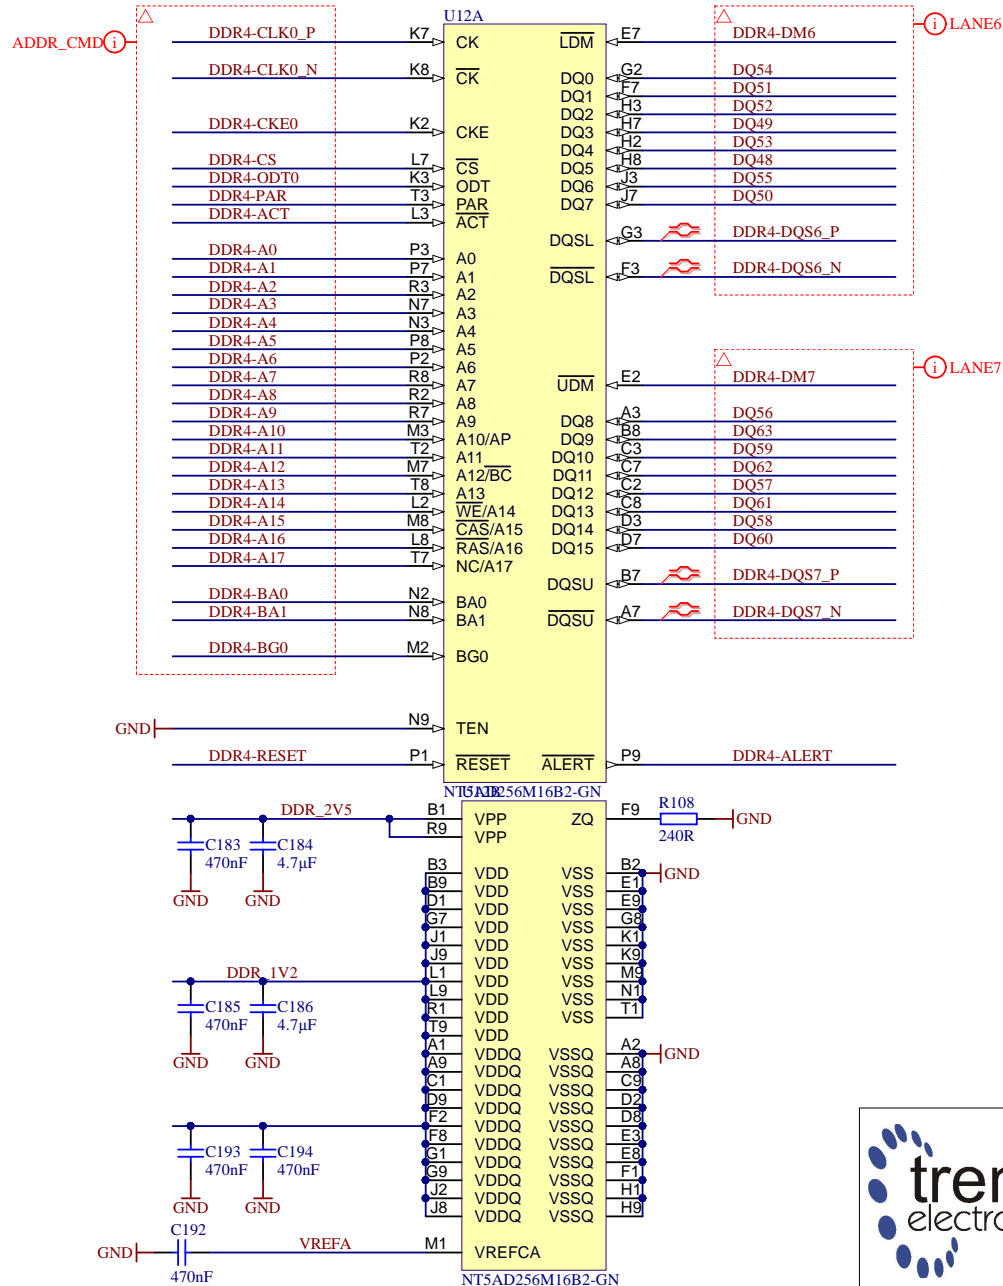 U12A
ADDR_CMD i
DDR4-CLK0_P K7 CK
DDR4-CLK0_N K8 CK
DDR4-CKE0 K2 CKE
DDR4-CS L7 CS
DDR4-ODT0 K3 ODT
DDR4-PAR T3 PAR
DDR4-ACT L3 ACT
DDR4-A0 P3 A0
DDR4-A1 P7 A1
DDR4-A2 R3 A2
DDR4-A3 N7 A3
DDR4-A4 N3 A4
DDR4-A5 P8 A5
DDR4-A6 P2 A6
DDR4-A7 R8 A7
DDR4-A8 R2 A8
DDR4-A9 R7 A9
DDR4-A10 M3 A10/AP
DDR4-A11 T2 A11
DDR4-A12 M7 A12/BC
DDR4-A13 T8 A13
DDR4-A14 L2 WE/A14
DDR4-A15 M8 CAS/A15
DDR4-A16 L8 RAS/A16
DDR4-A17 T7 NC/A17
DDR4-BA0 N2 BA0
DDR4-BA1 N8 BA1
DDR4-BG0 M2 BG0
GND N9 TEN
DDR4-RESET P1 RESET
LDM E7 DDR4-DM6
i LANE6
DQ0 G2 DQ54
DQ1 F7 DQ51
DQ2 H3 DQ52
DQ3 H7 DQ49
DQ4 H2 DQ53
DQ5 H8 DQ48
DQ6 J3 DQ55
DQ7 J7 DQ50
DQSL G3 DDR4-DQS6_P
DQSL F3 DDR4-DQS6_N
i LANE7
UDM E2 DDR4-DM7
DQ8 A3 DQ56
DQ9 B8 DQ63
DQ10 C3 DQ59
DQ11 C7 DQ62
DQ12 C2 DQ57
DQ13 C8 DQ61
DQ14 D3 DQ58
DQ15 D7 DQ60
DQSU B7 DDR4-DQS7_P
DQSU A7 DDR4-DQS7_N
ALERT P9 DDR4-ALERT
NT5AD256M16B2-GN
U12B
DDR_2V5 B1 VPP
R9 VPP
C183 470nF GND
C184 4.7µF GND
ZQ F9 R108 240R GND
B3 VDD
B9 VDD
D1 VDD
G7 VDD
J1 VDD
J9 VDD
DDR_1V2 L1 VDD
L9 VDD
R1 VDD
T9 VDD
C185 470nF GND
C186 4.7µF GND
A1 VDDQ
A9 VDDQ
C1 VDDQ
D9 VDDQ
F2 VDDQ
F8 VDDQ
G1 VDDQ
G9 VDDQ
J2 VDDQ
J8 VDDQ
C193 470nF GND
C194 470nF GND
VSS B2 GND
VSS E1
VSS E9
VSS G8
VSS K1
VSS K9
VSS M9
VSS N1
VSS T1
VSSQ A2 GND
VSSQ A8
VSSQ C9
VSSQ D2
VSSQ D8
VSSQ E3
VSSQ E8
VSSQ F1
VSSQ H1
VSSQ H9
GND C192 470nF VREFA M1 VREFCA
NT5AD256M16B2-GN